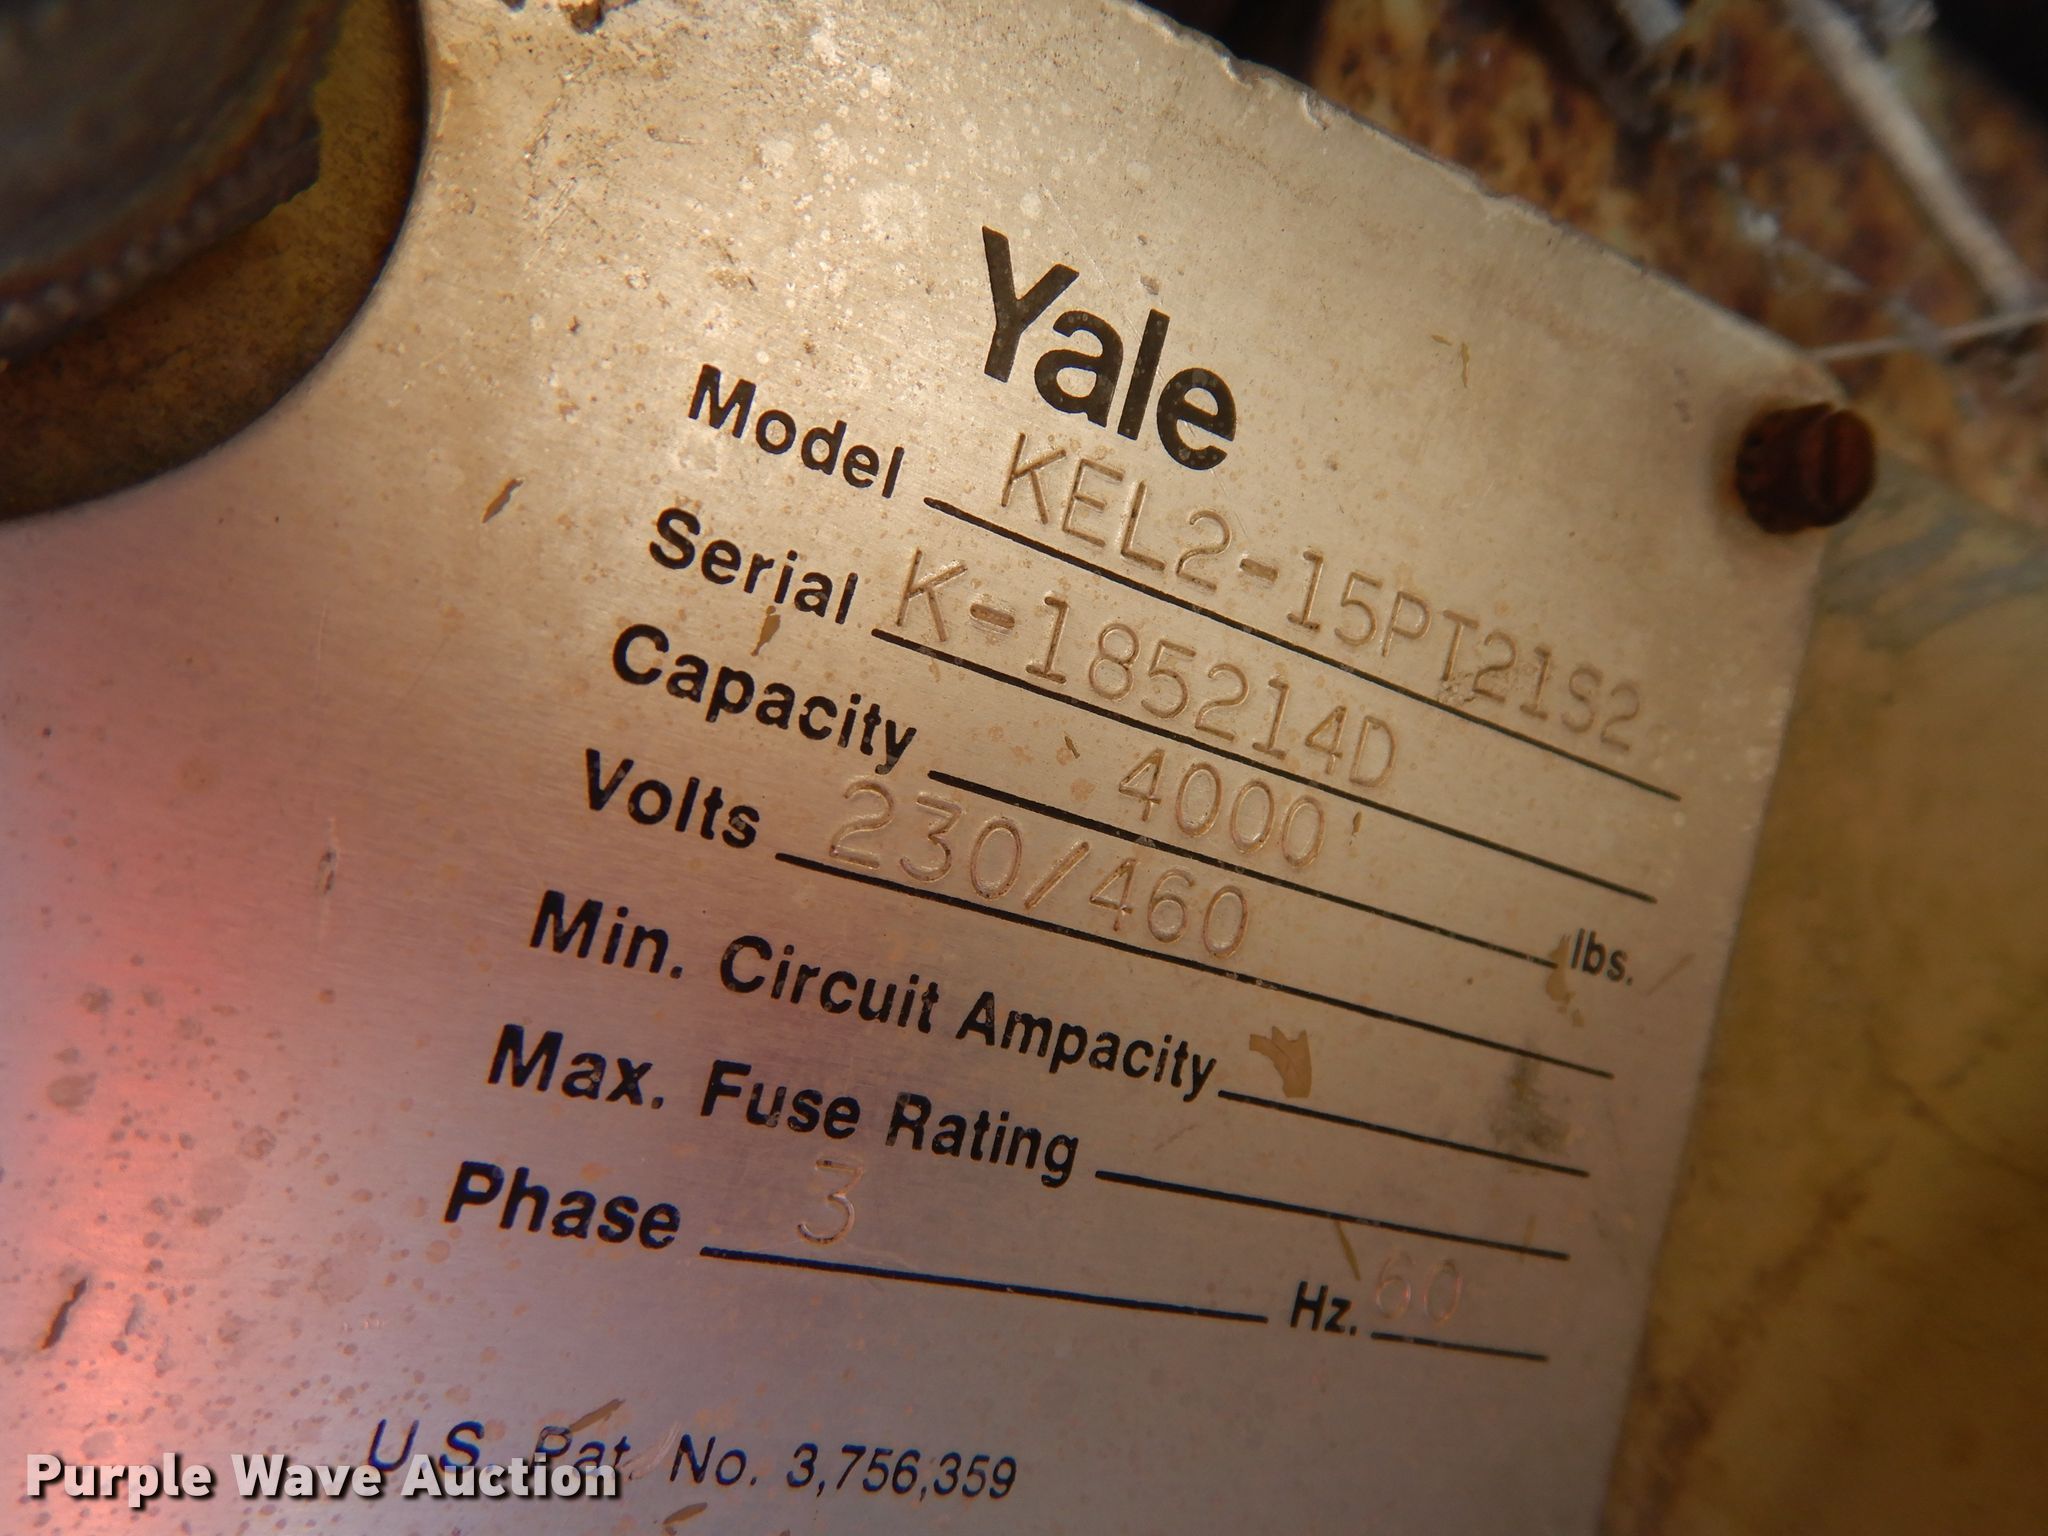 Yale
Model KEL2-15PT21S2
Serial K-185214D
Capacity 4000 lbs.
Volts 230/460
Min. Circuit Ampacity
Max. Fuse Rating
Phase 3 Hz. 60
U.S. Pat. No. 3,756,359
Purple Wave Auction